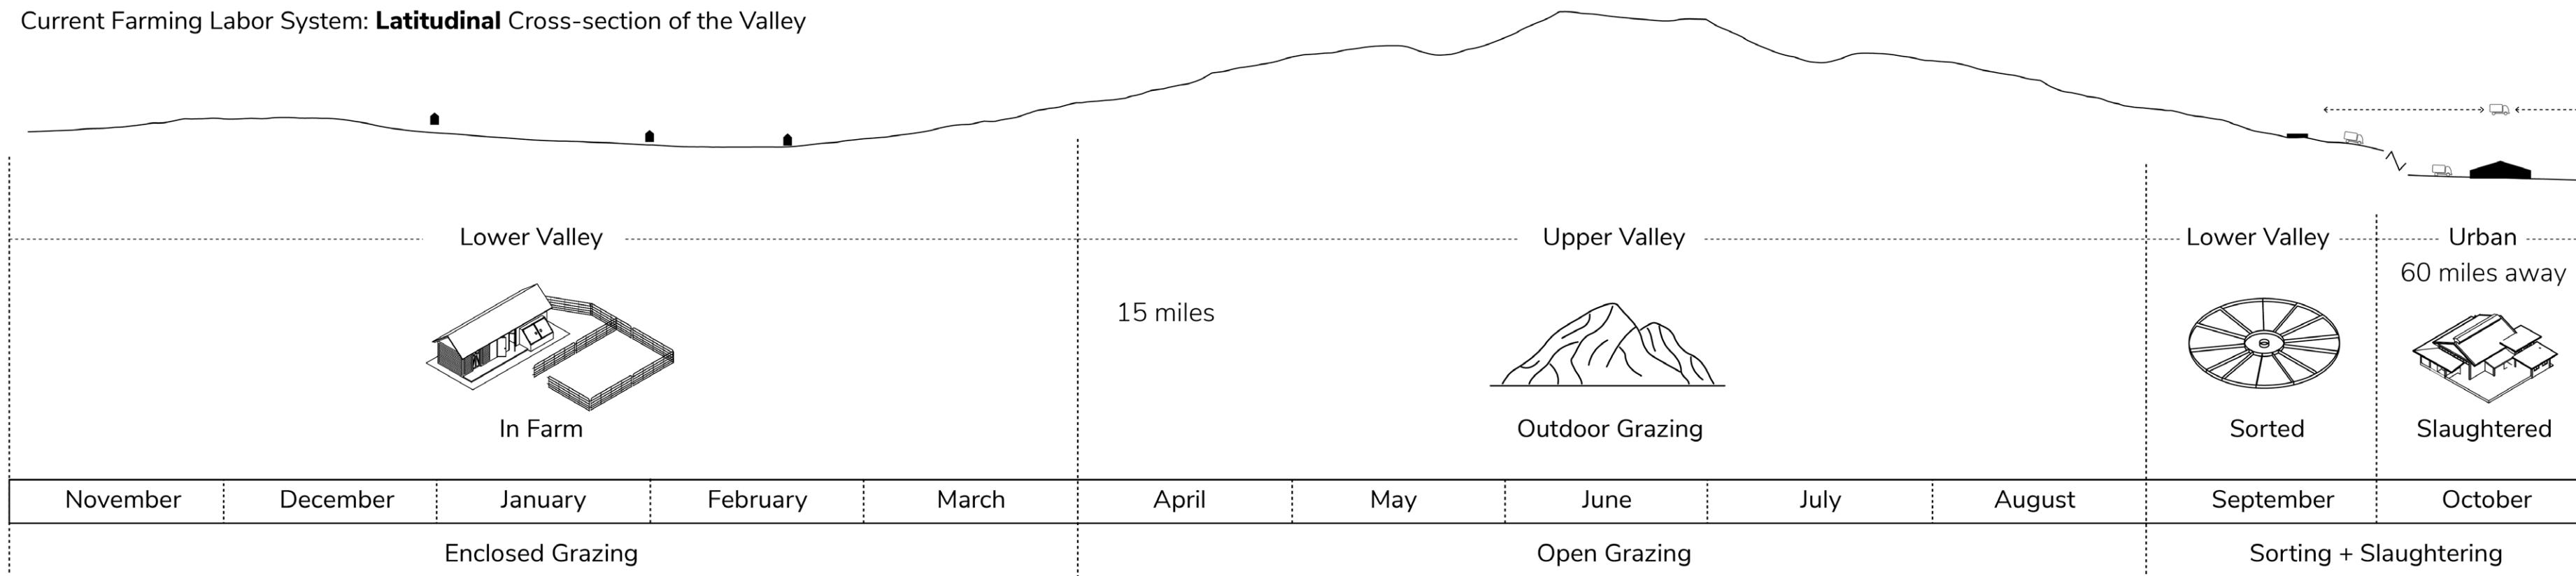 Current Farming Labor System: Latitudinal Cross-section of the Valley
Lower Valley
Upper Valley
Lower Valley
Urban
60 miles away
15 miles
In Farm
Outdoor Grazing
Sorted
Slaughtered
November
December
January
February
March
April
May
June
July
August
September
October
Enclosed Grazing
Open Grazing
Sorting + Slaughtering